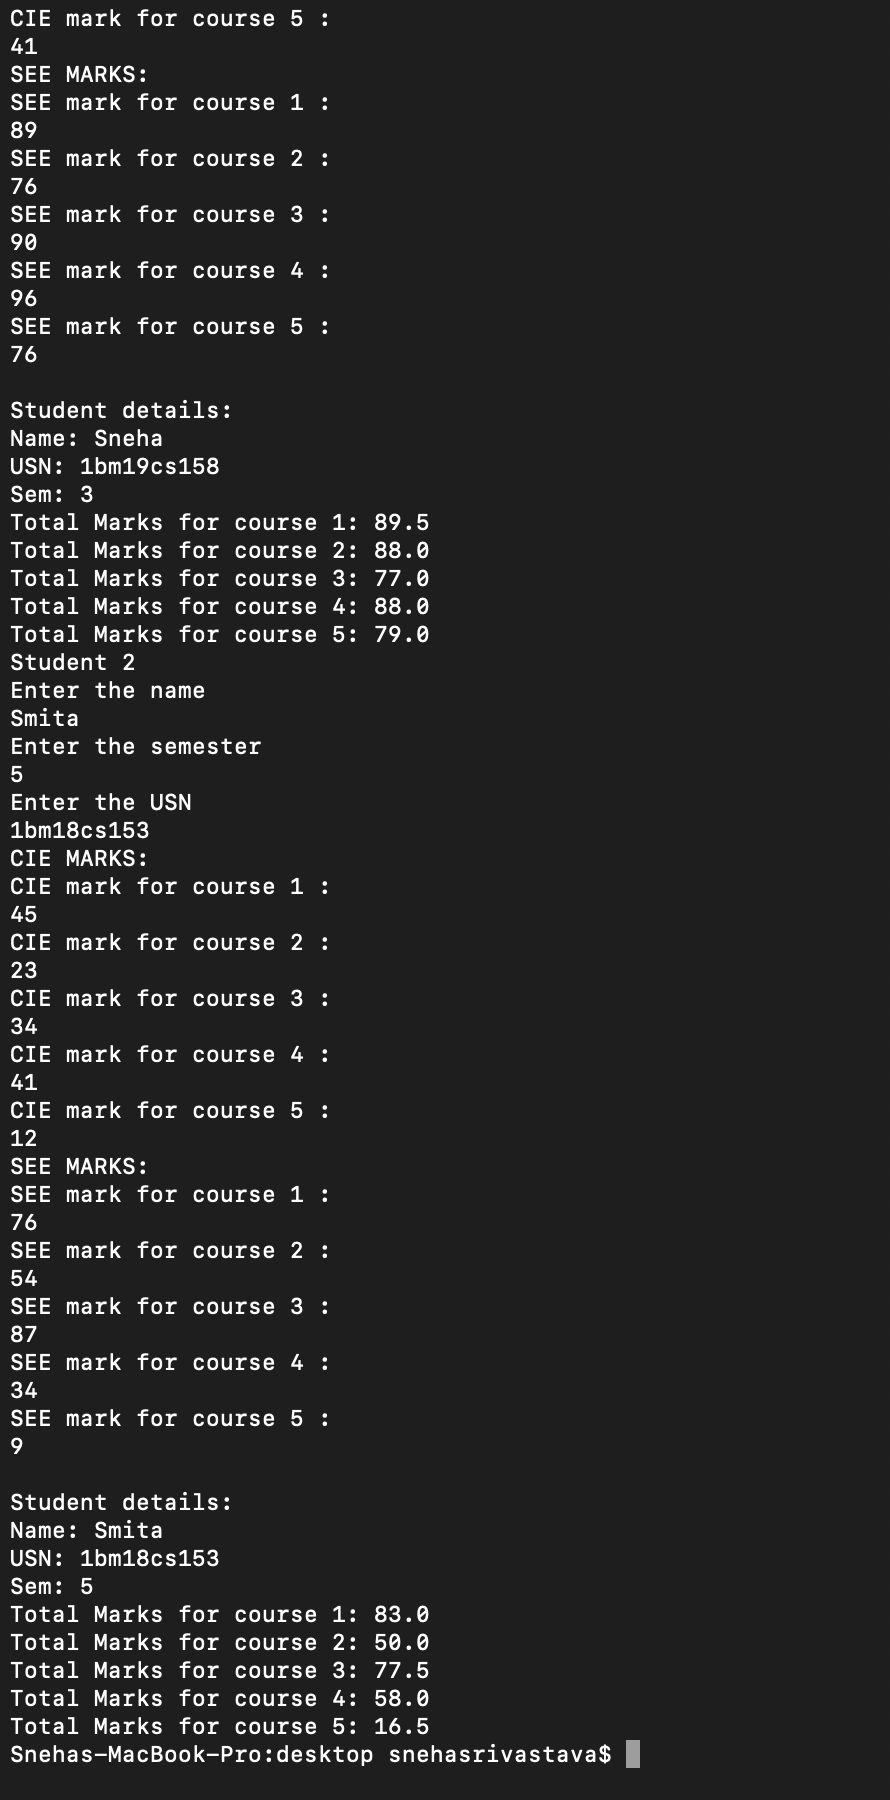 CIE mark for course 5 :
41
SEE MARKS:
SEE mark for course 1 :
89
SEE mark for course 2 :
76
SEE mark for course 3 :
90
SEE mark for course 4 :
96
SEE mark for course 5 :
76
Student details:
Name: Sneha
USN: 1bm19cs158
Sem: 3
Total Marks for course 1: 89.5
Total Marks for course 2: 88.0
Total Marks for course 3: 77.0
Total Marks for course 4: 88.0
Total Marks for course 5: 79.0
Student 2
Enter the name
Smita
Enter the semester
5
Enter the USN
1bm18cs153
CIE MARKS:
CIE mark for course 1 :
45
CIE mark for course 2 :
23
CIE mark for course 3 :
34
CIE mark for course 4 :
41
CIE mark for course 5 :
12
SEE MARKS:
SEE mark for course 1 :
76
SEE mark for course 2 :
54
SEE mark for course 3 :
87
SEE mark for course 4 :
34
SEE mark for course 5 :
9
Student details:
Name: Smita
USN: 1bm18cs153
Sem: 5
Total Marks for course 1: 83.0
Total Marks for course 2: 50.0
Total Marks for course 3: 77.5
Total Marks for course 4: 58.0
Total Marks for course 5: 16.5
Snehas-MacBook-Pro:desktop snehasrivastava$